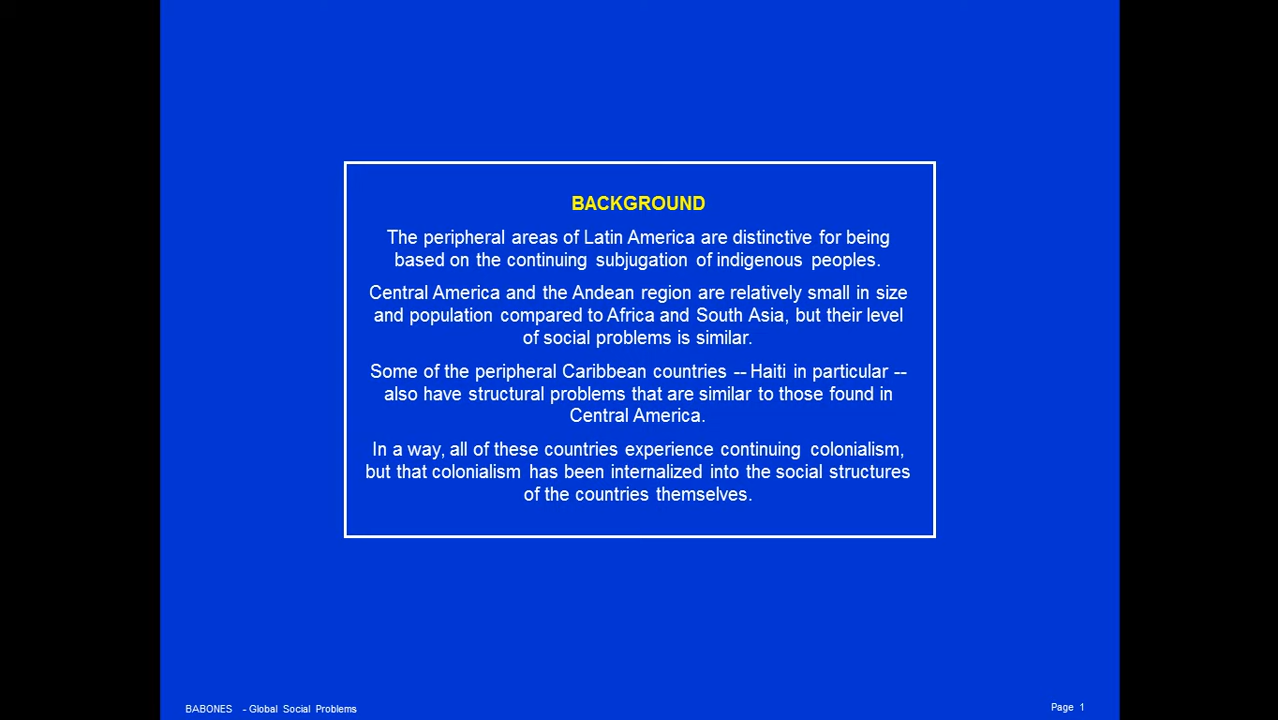 BACKGROUND
The peripheral areas of Latin America are distinctive for being
based on the continuing subjugation of indigenous peoples.
Central America and the Andean region are relatively small in size
and population compared to Africa and South Asia, but their level
of social problems is similar.
Some of the peripheral Caribbean countries -- Haiti in particular --
also have structural problems that are similar to those found in
Central America.
In a way, all of these countries experience continuing colonialism,
but that colonialism has been internalized into the social structures
of the countries themselves.
BABONES - Global Social Problems
Page 1